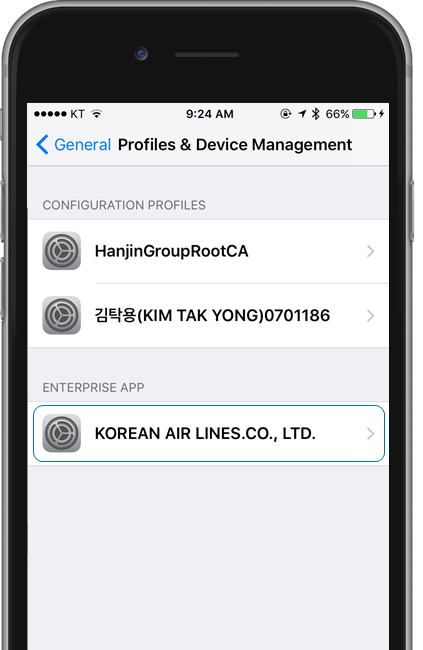 KT 9:24 AM 66%
General Profiles & Device Management
CONFIGURATION PROFILES
HanjinGroupRootCA
김탁용(KIM TAK YONG)0701186
ENTERPRISE APP
KOREAN AIR LINES.CO., LTD.